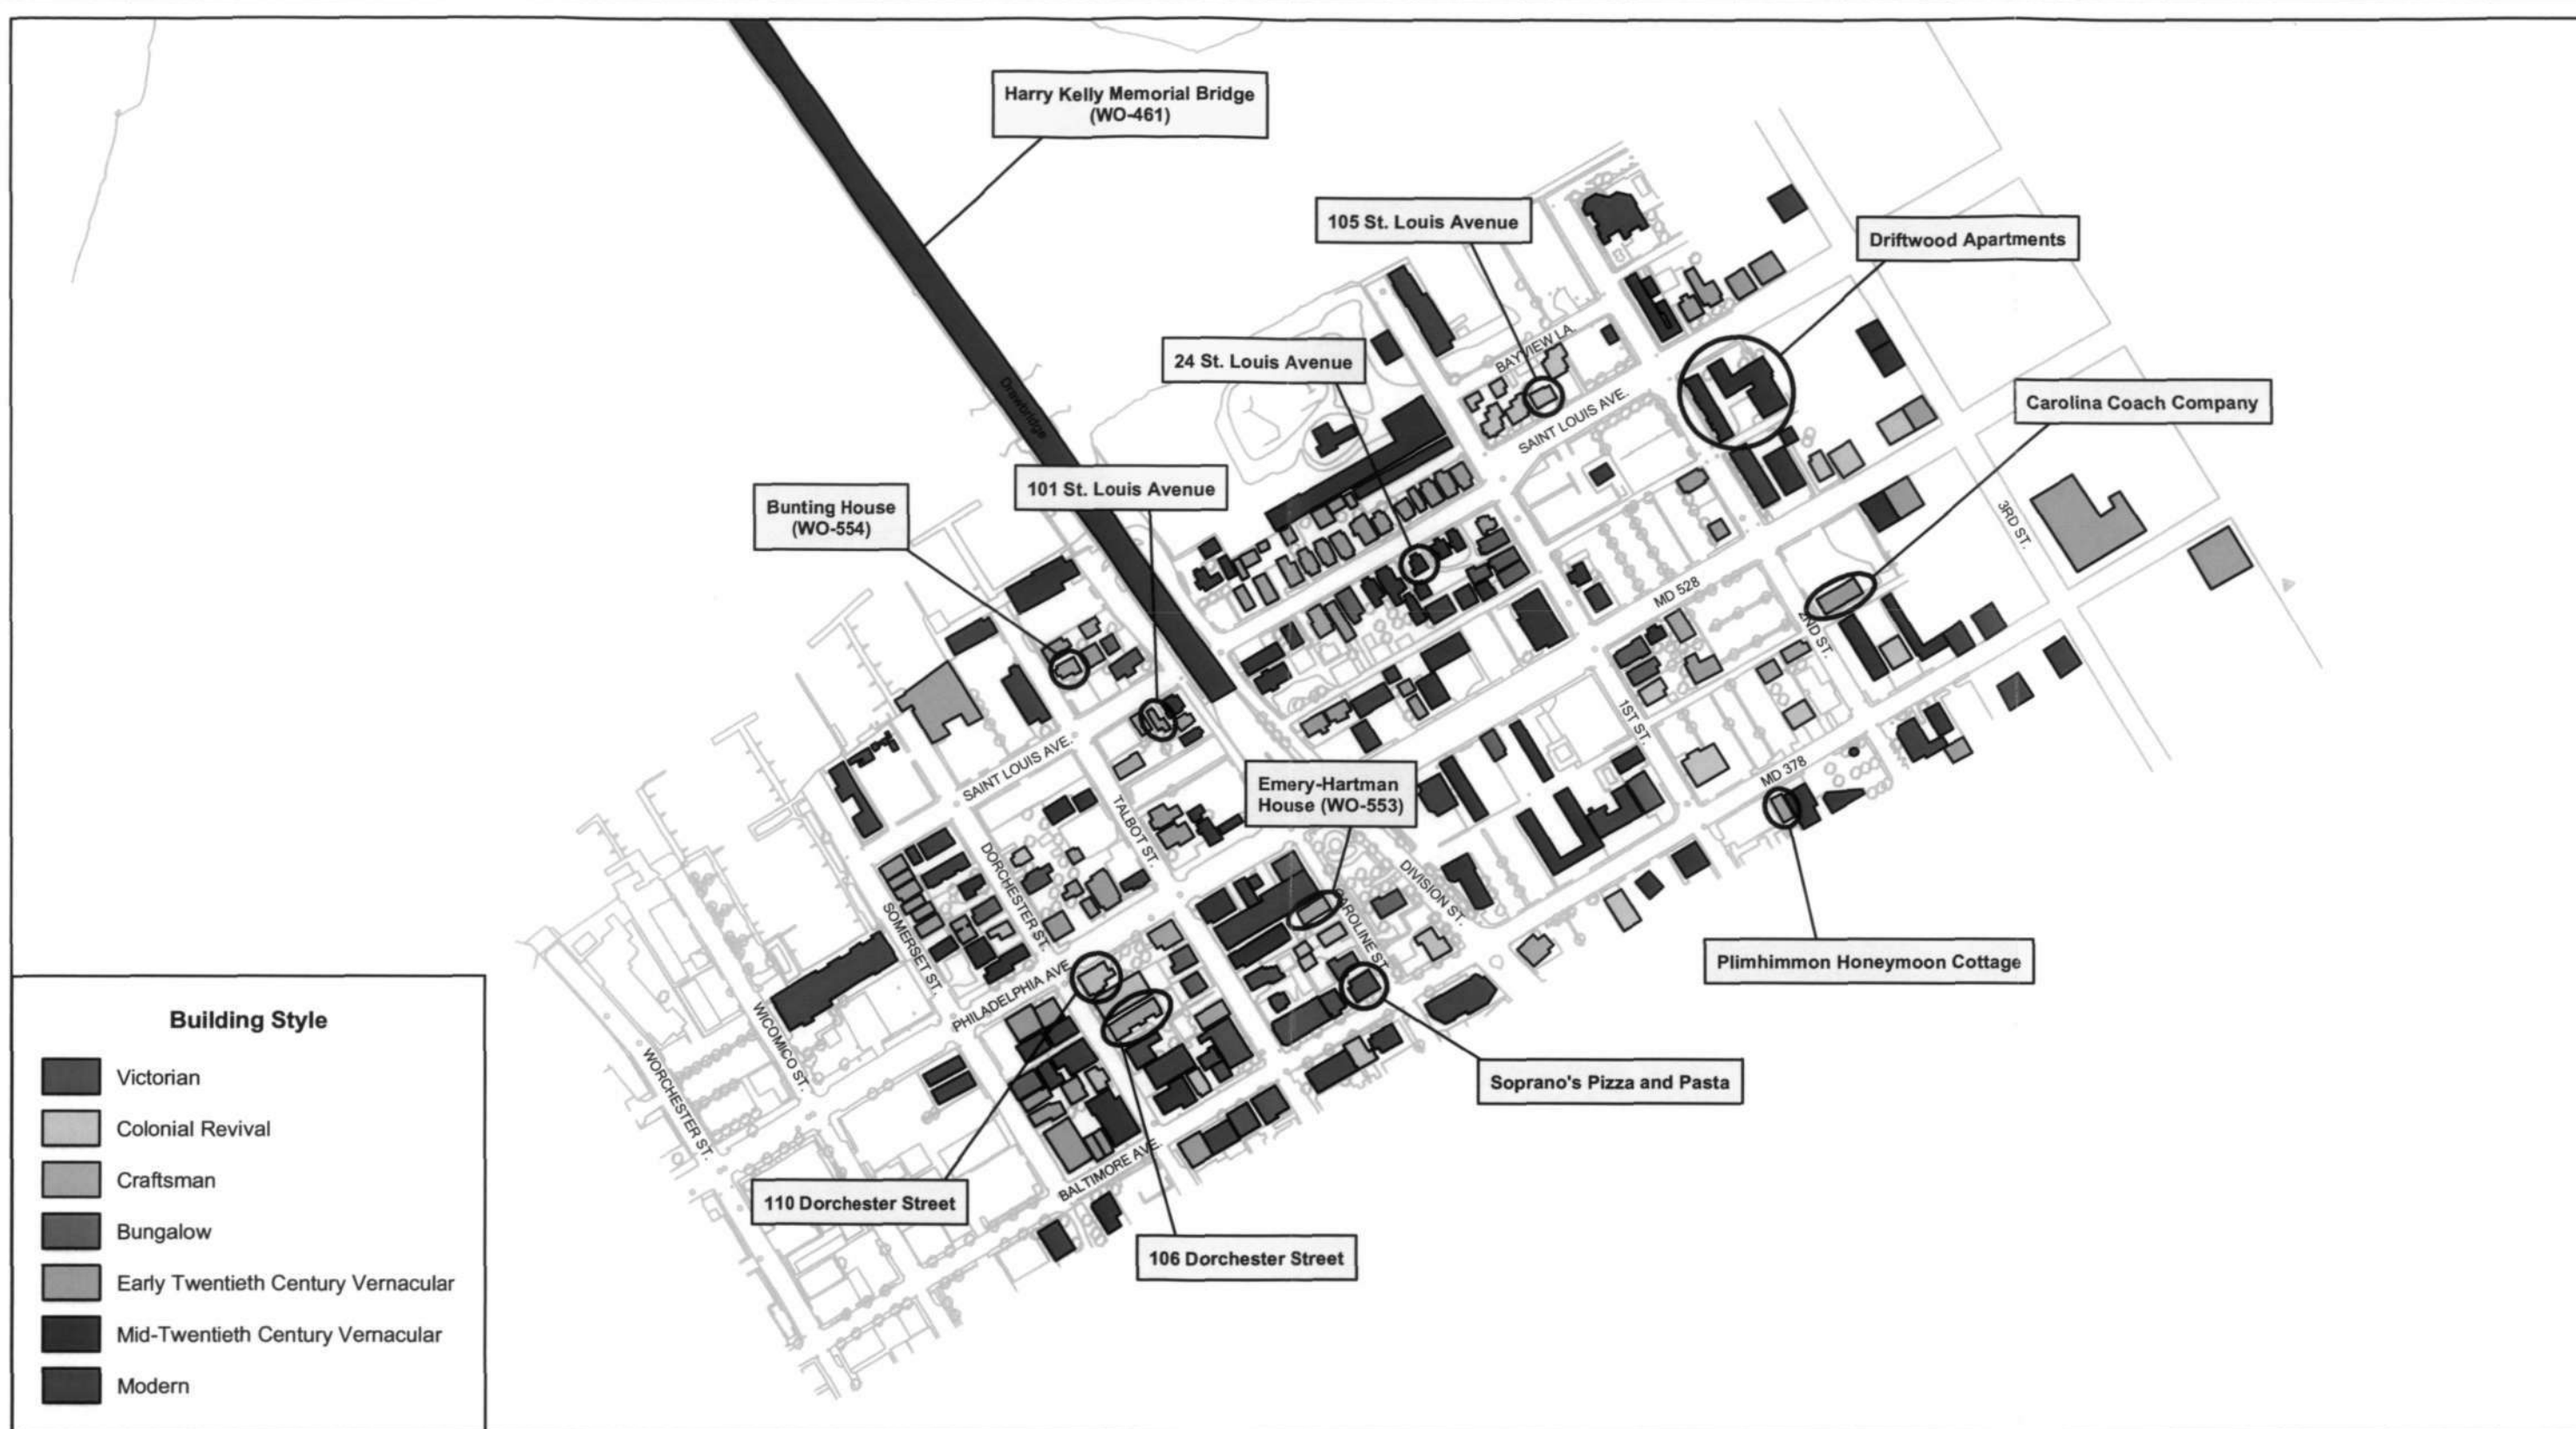 Harry Kelly Memorial Bridge
(WO-461)
105 St. Louis Avenue
Driftwood Apartments
24 St. Louis Avenue
Carolina Coach Company
Drawbridge
BAYVIEW LA.
SAINT LOUIS AVE.
101 St. Louis Avenue
Bunting House
(WO-554)
3RD ST.
MD 528
2ND ST.
1ST ST.
SAINT LOUIS AVE.
MD 378
Emery-Hartman
House (WO-553)
TALBOT ST.
DORCHESTER ST.
DIVISION ST.
CAROLINE ST.
SOMERSET ST.
PHILADELPHIA AVE.
Plimhimmon Honeymoon Cottage
WICOMICO ST.
WORCHESTER ST.
Soprano's Pizza and Pasta
BALTIMORE AVE.
110 Dorchester Street
106 Dorchester Street
Building Style
Victorian
Colonial Revival
Craftsman
Bungalow
Early Twentieth Century Vernacular
Mid-Twentieth Century Vernacular
Modern